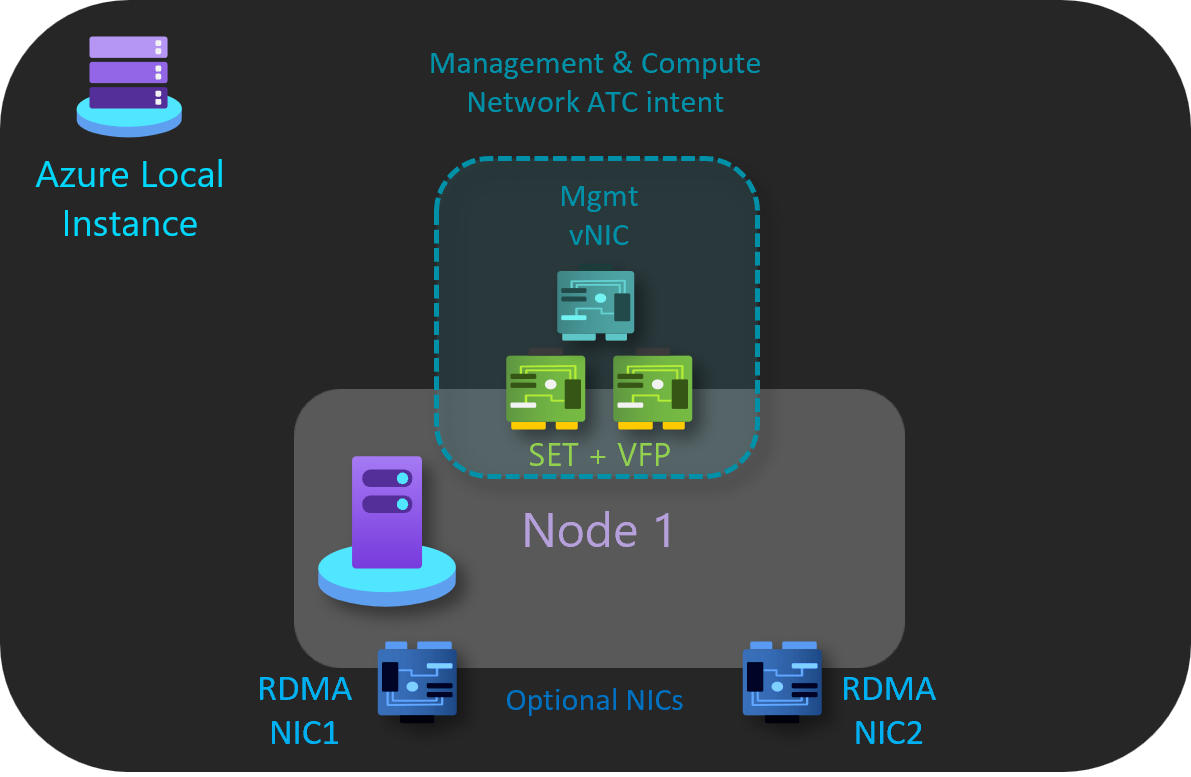 Management & Compute
Network ATC intent
Azure Local
Instance
Mgmt
vNIC
SET + VFP
Node 1
RDMA
NIC1
Optional NICs
RDMA
NIC2